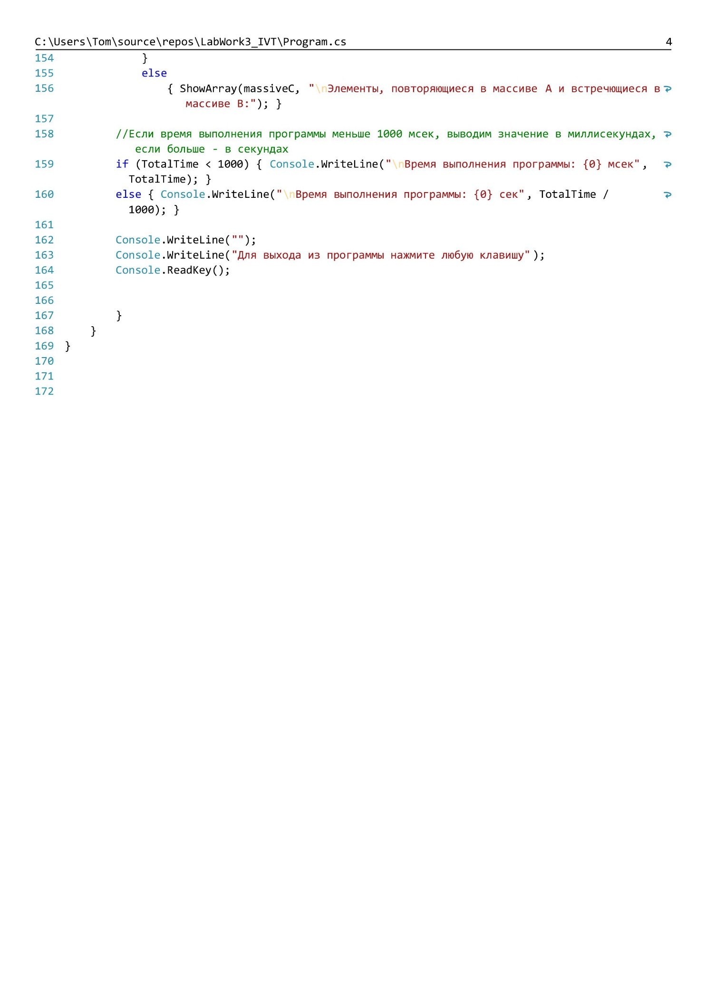 C:\Users\Tom\source\repos\LabWork3_IVT\Program.cs 4
154 }
155 else
156 { ShowArray(massiveC, "\nЭлементы, повторяющиеся в массиве A и встречющиеся в
массиве B:"); }
157
158 //Если время выполнения программы меньше 1000 мсек, выводим значение в миллисекундах,
если больше - в секундах
159 if (TotalTime < 1000) { Console.WriteLine("\nВремя выполнения программы: {0} мсек",
TotalTime); }
160 else { Console.WriteLine("\nВремя выполнения программы: {0} сек", TotalTime /
1000); }
161
162 Console.WriteLine("");
163 Console.WriteLine("Для выхода из программы нажмите любую клавишу");
164 Console.ReadKey();
165
166
167 }
168 }
169 }
170
171
172